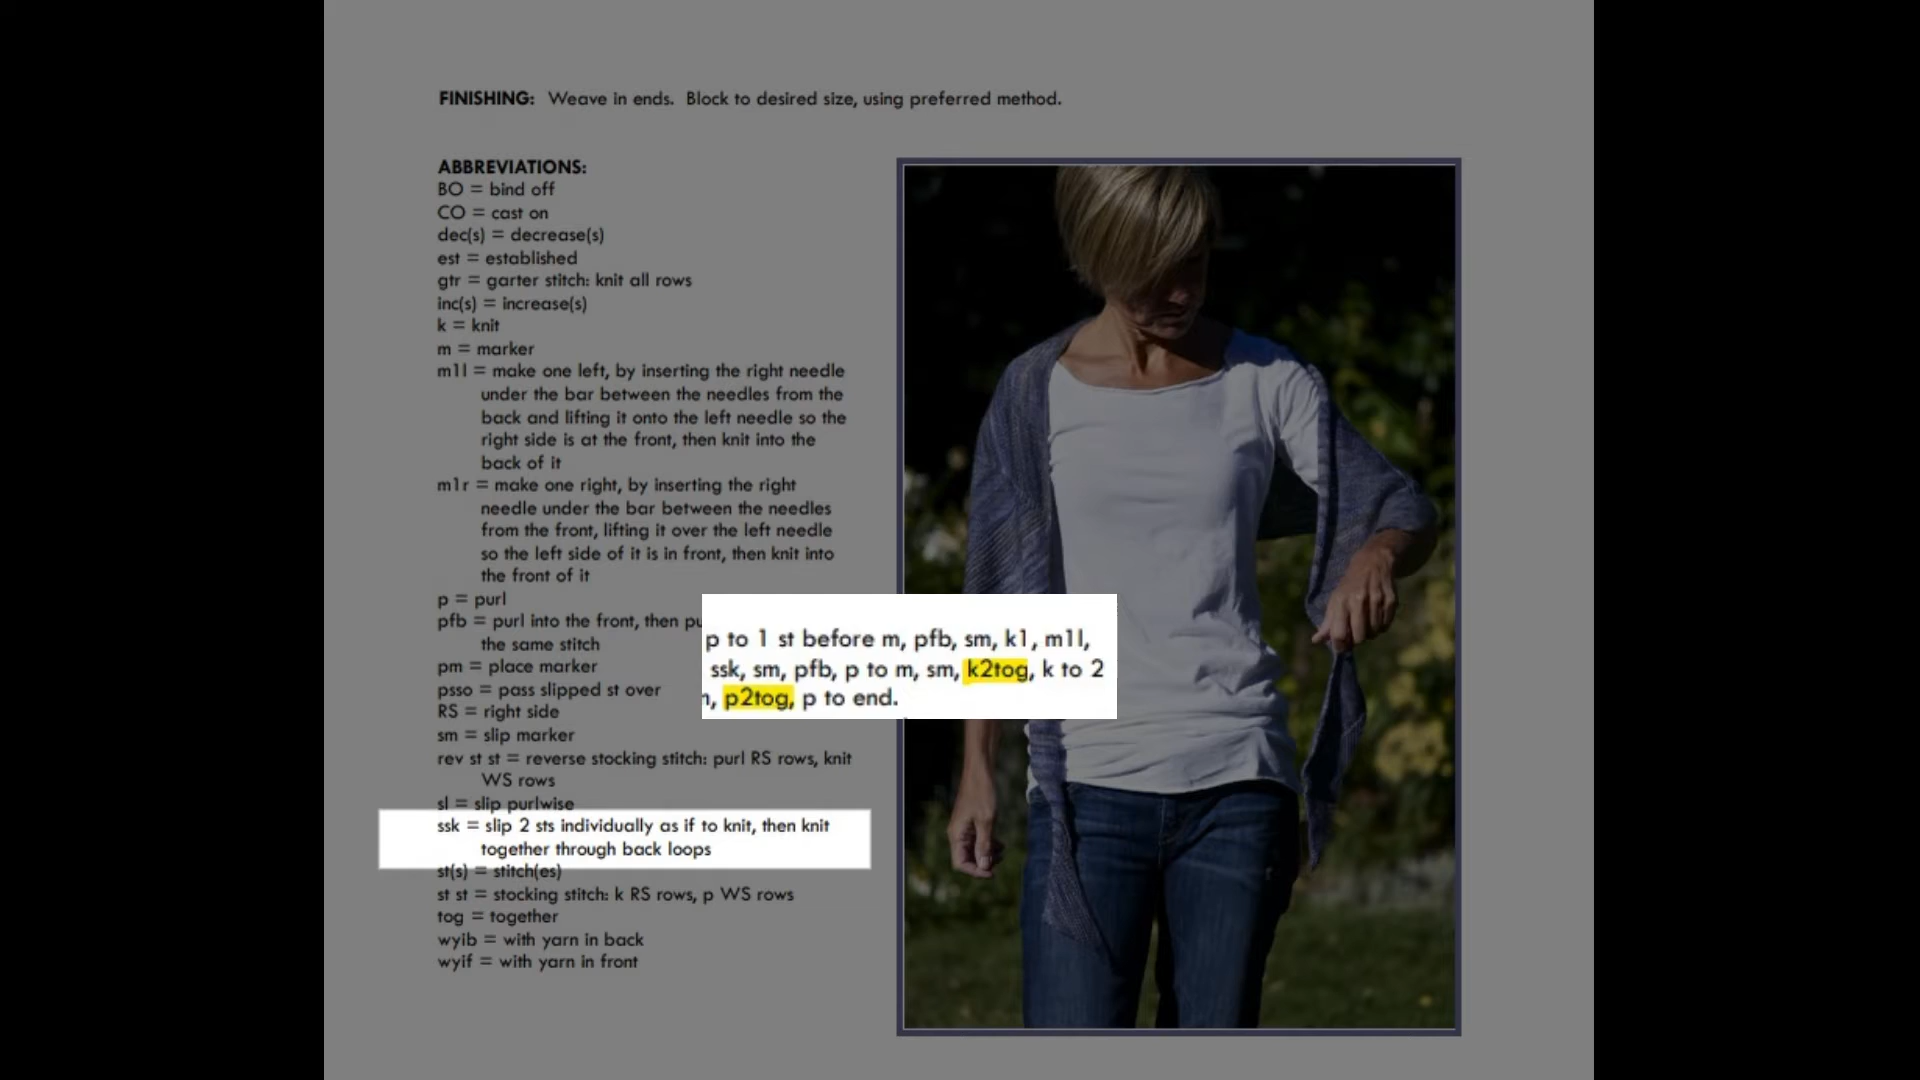 FINISHING: Weave in ends. Block to desired size, using preferred method.
ABBREVIATIONS:
BO = bind off
CO = cast on
dec(s) = decrease(s)
est = established
gtr = garter stitch: knit all rows
inc(s) = increase(s)
k = knit
m = marker
m1l = make one left, by inserting the right needle
under the bar between the needles from the
back and lifting it onto the left needle so the
right side is at the front, then knit into the
back of it
m1r = make one right, by inserting the right
needle under the bar between the needles
from the front, lifting it over the left needle
so the left side of it is in front, then knit into
the front of it
p = purl
pfb = purl into the front, then
the same stitch
pm = place marker
psso = pass slipped st over
RS = right side
sm = slip marker
rev st st = reverse stocking stitch: purl RS rows, knit
WS rows
sl = slip purlwise
ssk = slip 2 sts individually as if to knit, then knit
together through back loops
st(s) = stitch(es)
st st = stocking stitch: k RS rows, p WS rows
tog = together
wyib = with yarn in back
wyif = with yarn in front
p to 1 st before m, pfb, sm, k1, m1l,
ssk, sm, pfb, p to m, sm, k2tog, k to 2
p2tog, p to end.